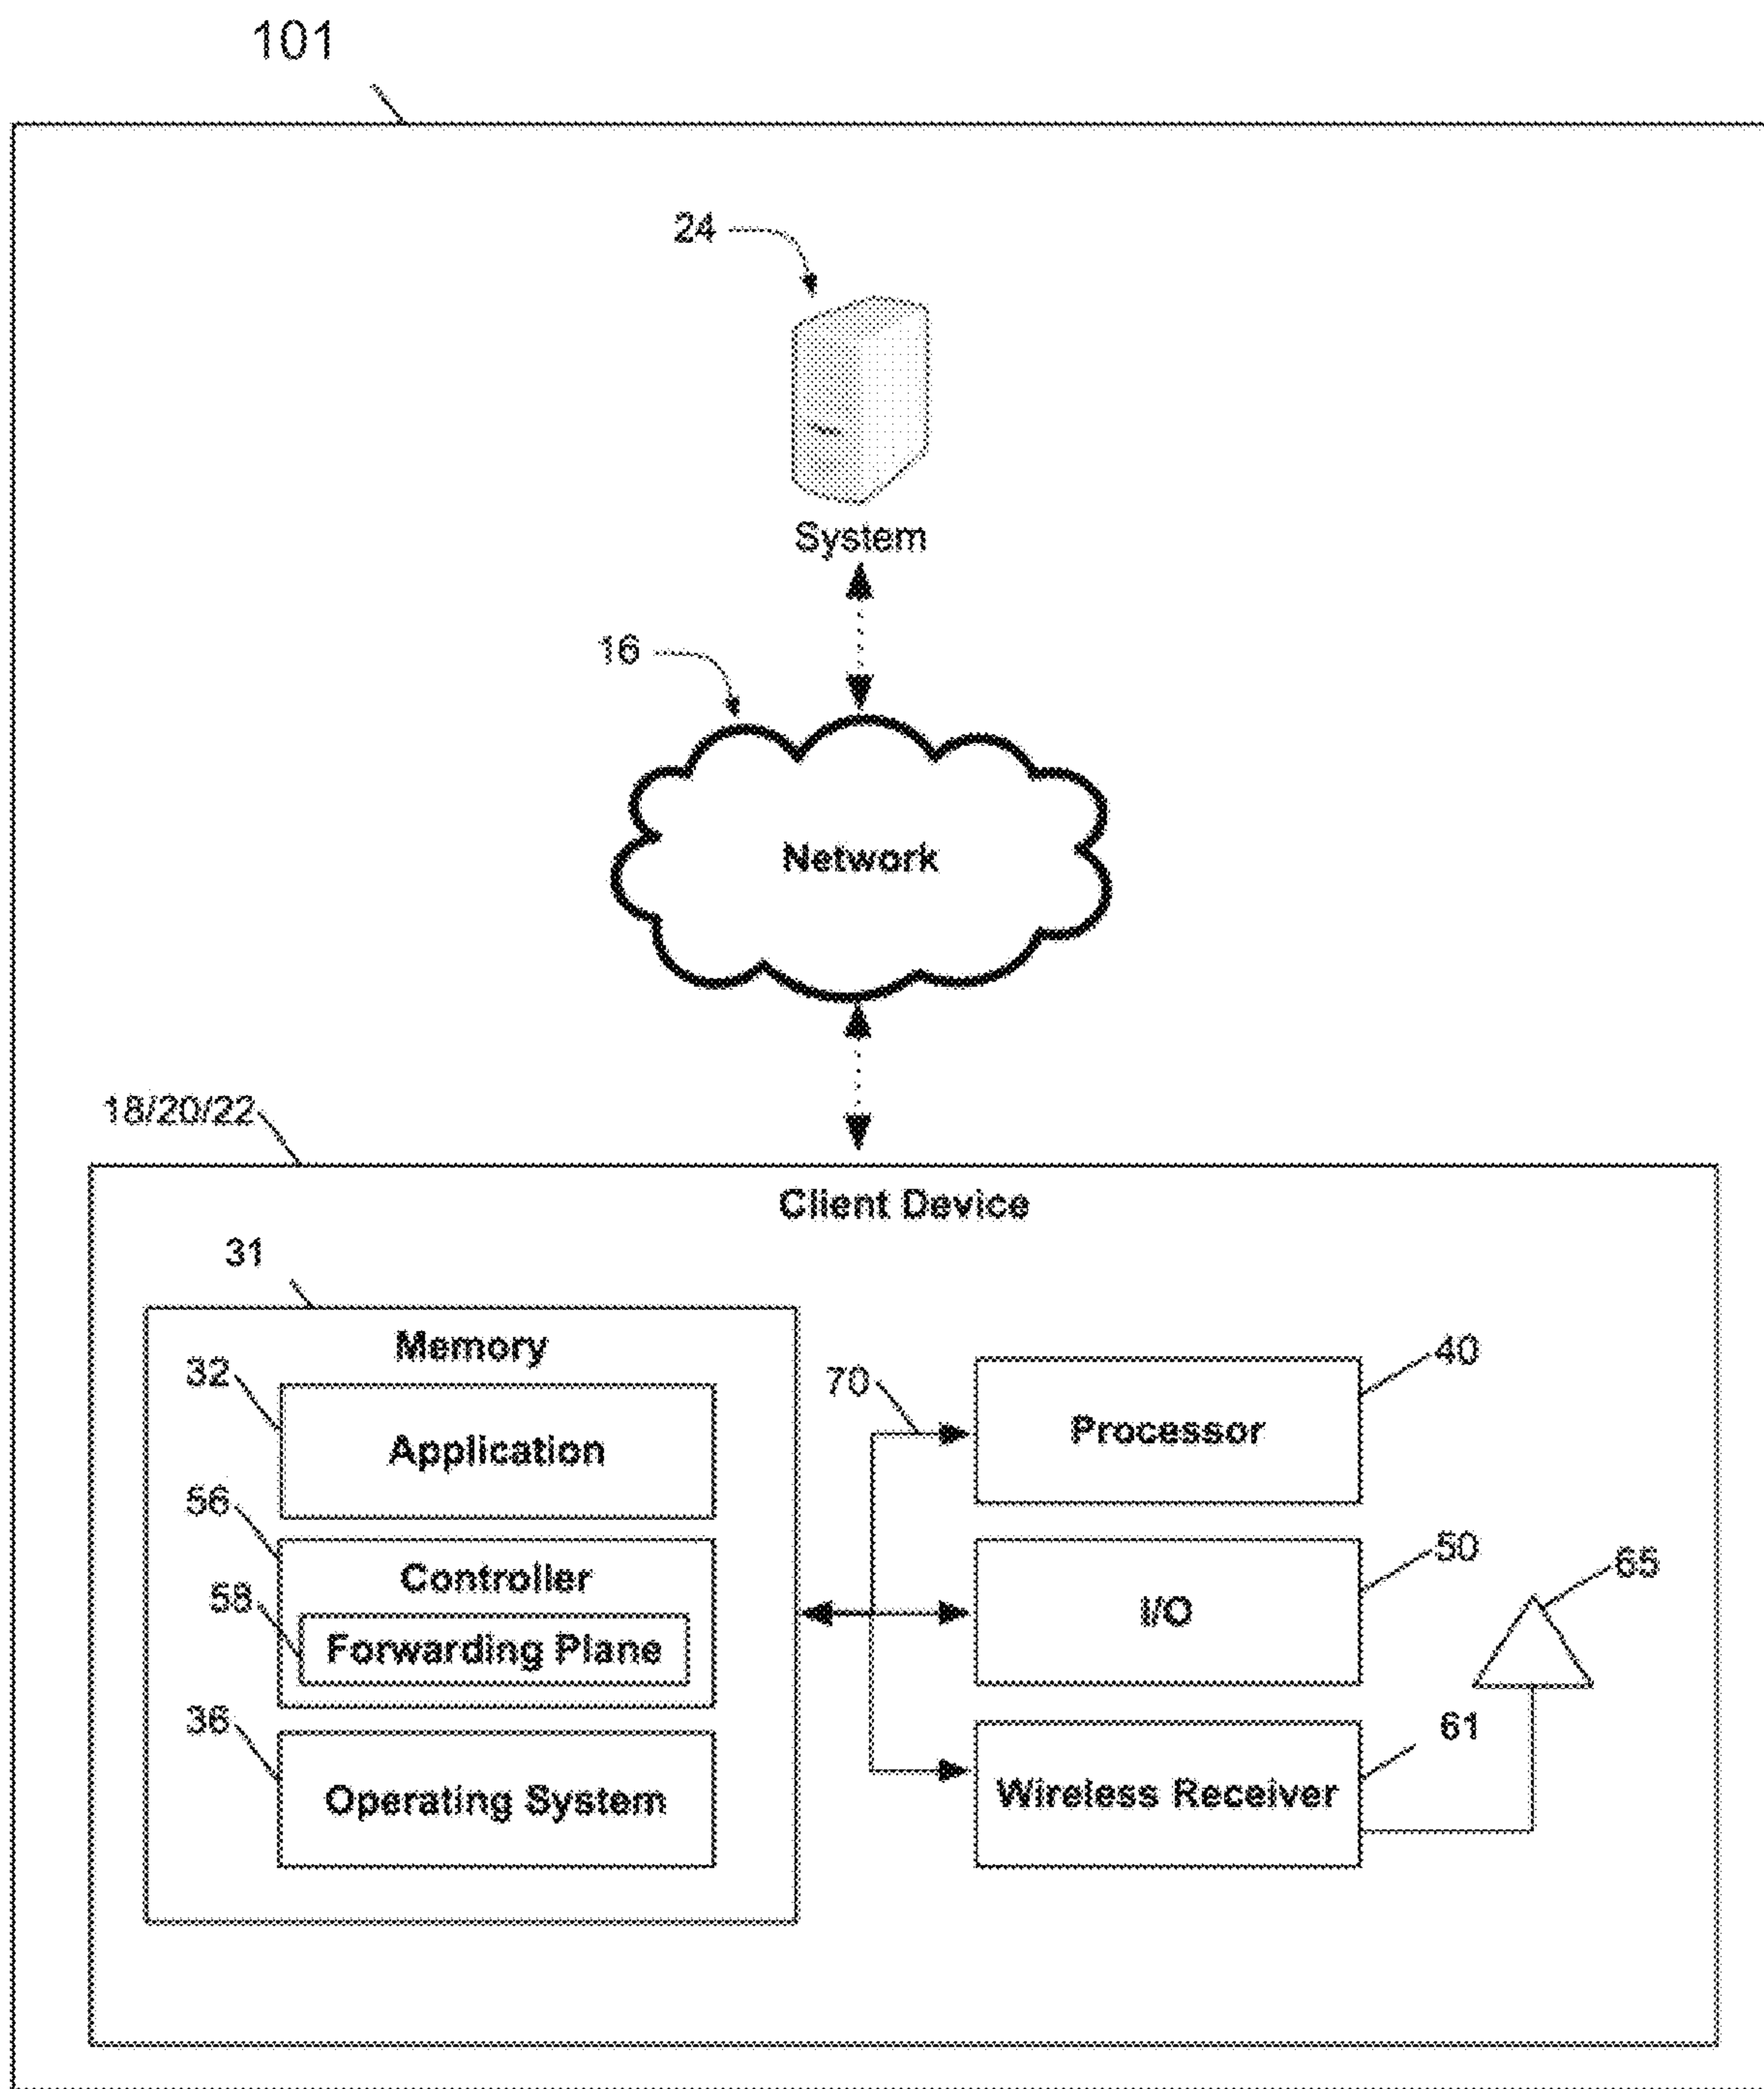 101
24
System
16
Network
18/20/22
Client Device
31
Memory
32
Application
56
Controller
58
Forwarding Plane
36
Operating System
70
Processor
40
I/O
50
65
Wireless Receiver
61